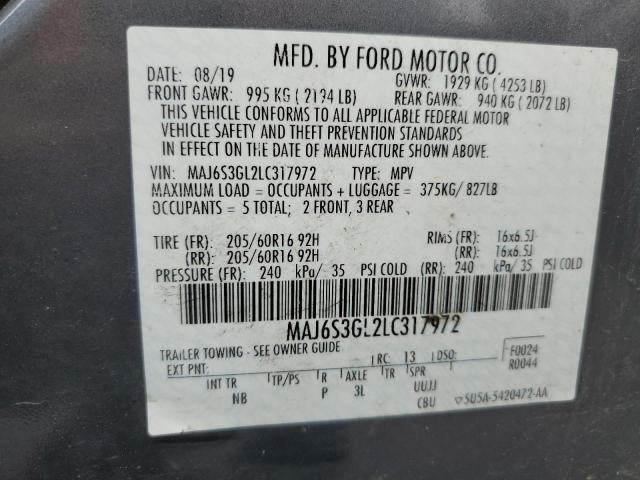 MFD. BY FORD MOTOR CO.
DATE: 08/19 GVWR: 1929 KG ( 4253 LB)
FRONT GAWR: 995 KG ( 2194 LB) REAR GAWR: 940 KG ( 2072 LB)
THIS VEHICLE CONFORMS TO ALL APPLICABLE FEDERAL MOTOR
VEHICLE SAFETY AND THEFT PREVENTION STANDARDS
IN EFFECT ON THE DATE OF MANUFACTURE SHOWN ABOVE.
VIN: MAJ6S3GL2LC317972 TYPE: MPV
MAXIMUM LOAD = OCCUPANTS + LUGGAGE = 375KG/ 827LB
OCCUPANTS = 5 TOTAL; 2 FRONT, 3 REAR
TIRE (FR): 205/60R16 92H RIMS (FR): 16x6.5J
(RR): 205/60R16 92H (RR): 16x6.5J
PRESSURE (FR): 240 kPa/ 35 PSI COLD (RR): 240 kPa/ 35 PSI COLD
MAJ6S3GL2LC317972
TRAILER TOWING - SEE OWNER GUIDE
EXT PNT: RC: 13 DSO: F0024
R0044
INT TR TP/PS R AXLE TR SPR
NB P 3L UUJJ
CBU 5U5A-5420472-AA